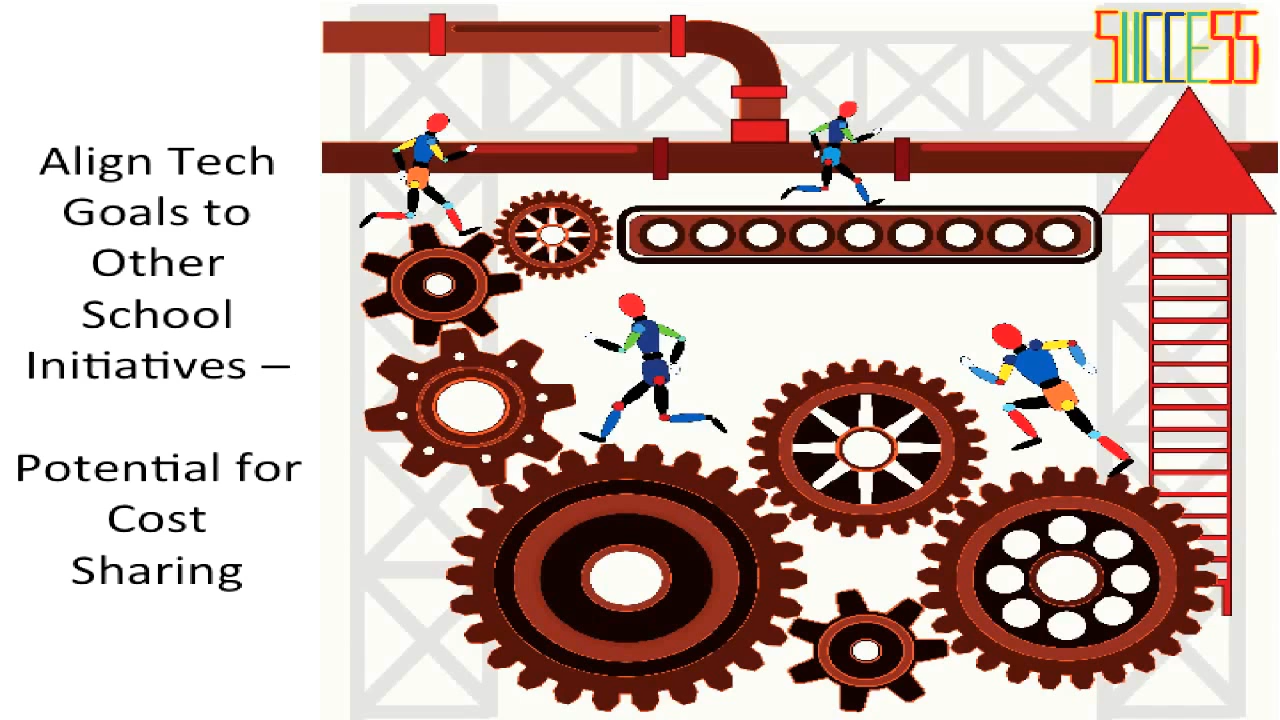 Align Tech
Goals to
Other
School
Initiatives –
Potential for
Cost
Sharing
SUCCESS